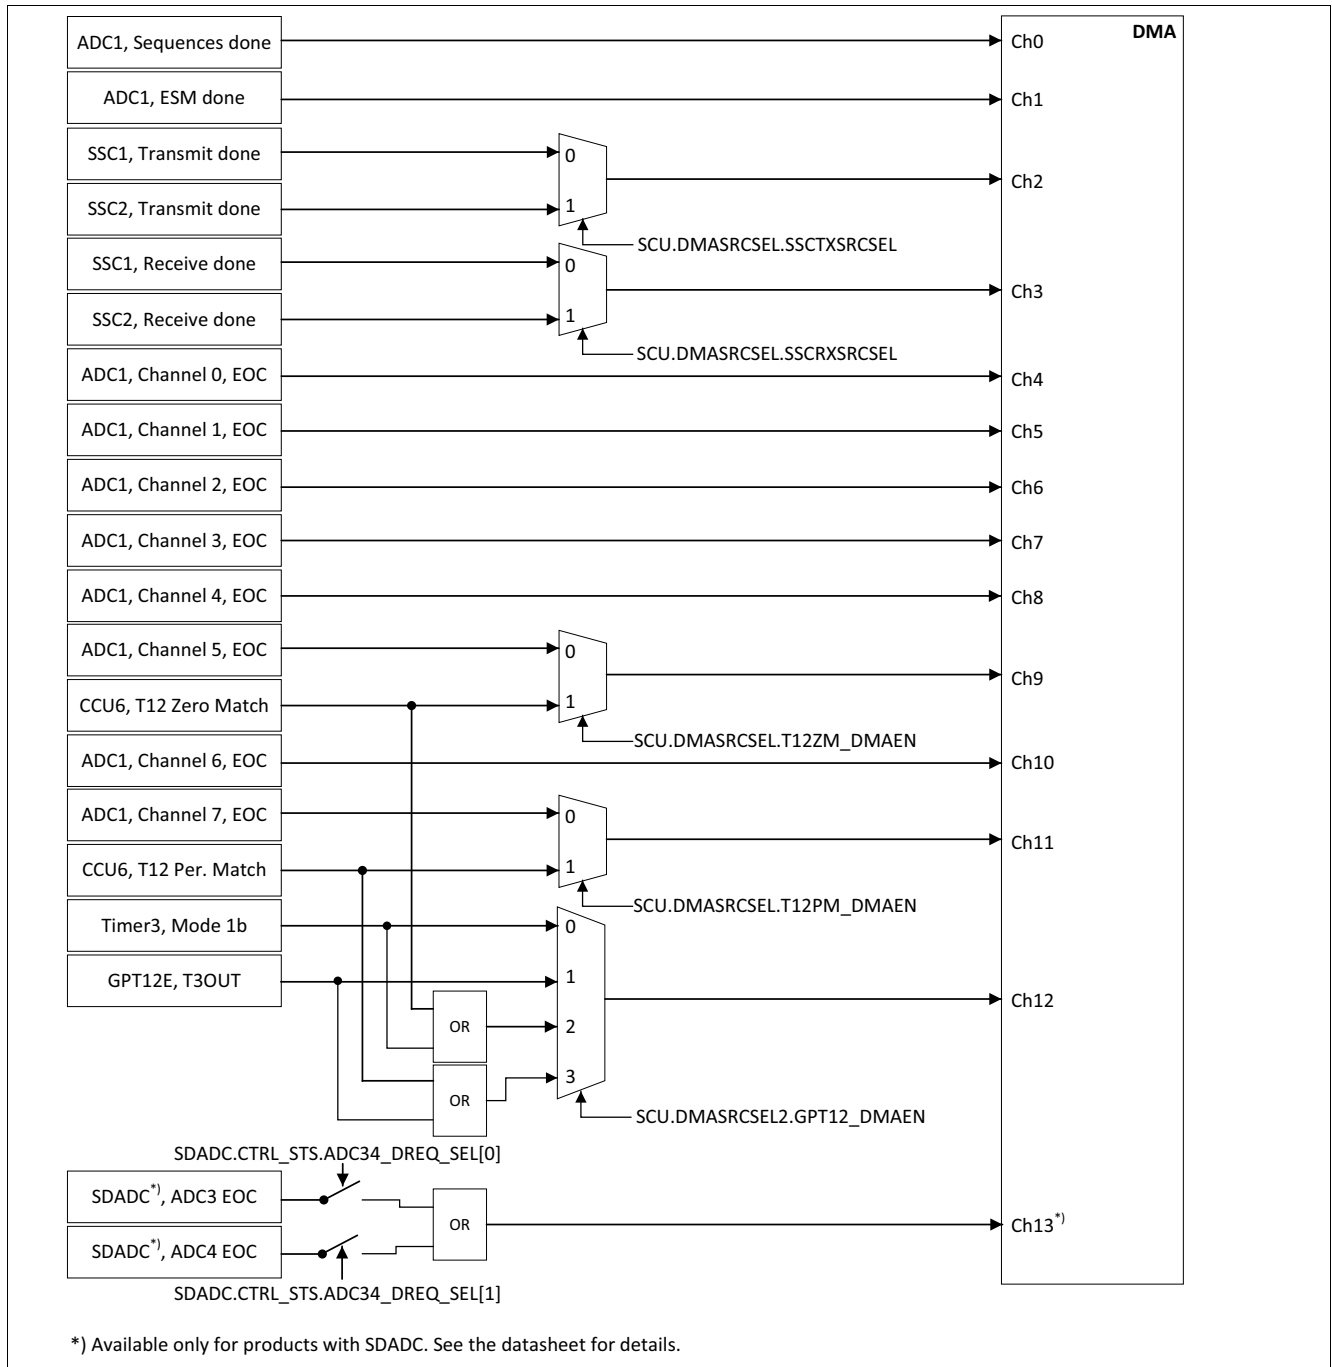 DMA
ADC1, Sequences done
Ch0
ADC1, ESM done
Ch1
SSC1, Transmit done
0
Ch2
SSC2, Transmit done
1
SCU.DMASRCSEL.SSCTXSRCSEL
SSC1, Receive done
0
Ch3
SSC2, Receive done
1
SCU.DMASRCSEL.SSCRXSRCSEL
ADC1, Channel 0, EOC
Ch4
ADC1, Channel 1, EOC
Ch5
ADC1, Channel 2, EOC
Ch6
ADC1, Channel 3, EOC
Ch7
ADC1, Channel 4, EOC
Ch8
ADC1, Channel 5, EOC
0
Ch9
CCU6, T12 Zero Match
1
SCU.DMASRCSEL.T12ZM_DMAEN
ADC1, Channel 6, EOC
Ch10
ADC1, Channel 7, EOC
0
Ch11
CCU6, T12 Per. Match
1
SCU.DMASRCSEL.T12PM_DMAEN
Timer3, Mode 1b
0
GPT12E, T3OUT
1
Ch12
OR
2
OR
3
SCU.DMASRCSEL2.GPT12_DMAEN
SDADC.CTRL_STS.ADC34_DREQ_SEL[0]
SDADC*), ADC3 EOC
OR
Ch13*)
SDADC*), ADC4 EOC
SDADC.CTRL_STS.ADC34_DREQ_SEL[1]
*) Available only for products with SDADC. See the datasheet for details.